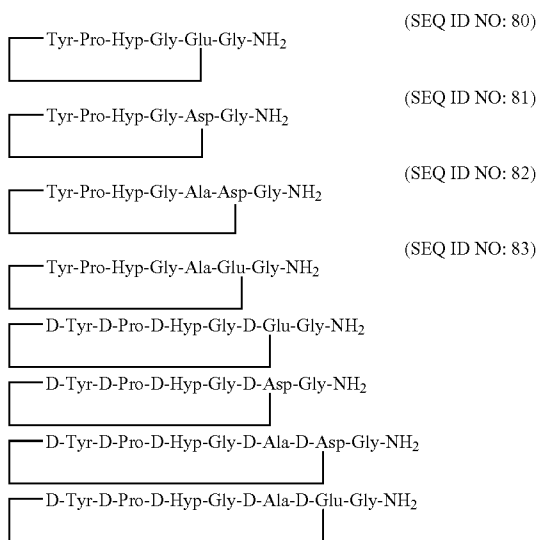 (SEQ ID NO: 80)
Tyr-Pro-Hyp-Gly-Glu-Gly-NH2
(SEQ ID NO: 81)
Tyr-Pro-Hyp-Gly-Asp-Gly-NH2
(SEQ ID NO: 82)
Tyr-Pro-Hyp-Gly-Ala-Asp-Gly-NH2
(SEQ ID NO: 83)
Tyr-Pro-Hyp-Gly-Ala-Glu-Gly-NH2
D-Tyr-D-Pro-D-Hyp-Gly-D-Glu-Gly-NH2
D-Tyr-D-Pro-D-Hyp-Gly-D-Asp-Gly-NH2
D-Tyr-D-Pro-D-Hyp-Gly-D-Ala-D-Asp-Gly-NH2
D-Tyr-D-Pro-D-Hyp-Gly-D-Ala-D-Glu-Gly-NH2